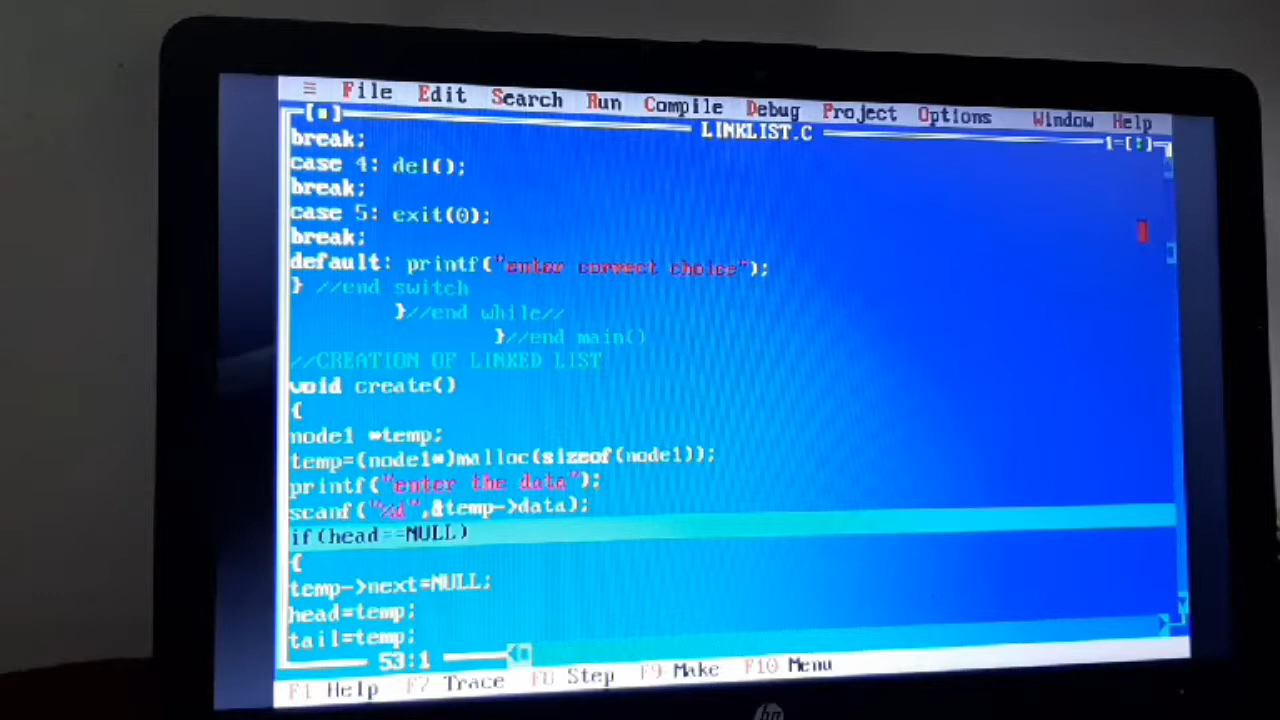 ≡ File Edit Search Run Compile Debug Project Options Window Help
[▪] LINKLIST.C 1=[↕]
break;
case 4: del();
break;
case 5: exit(0);
break;
default: printf("enter correct choice");
} //end switch
}//end while//
}//end main()
//CREATION OF LINKED LIST
void create()
{
node1 *temp;
temp=(node1*)malloc(sizeof(node1));
printf("enter the data");
scanf("%d",&temp->data);
if(head==NULL)
{
temp->next=NULL;
head=temp;
tail=temp;
53:1
F1 Help F7 Trace F8 Step F9 Make F10 Menu
hp